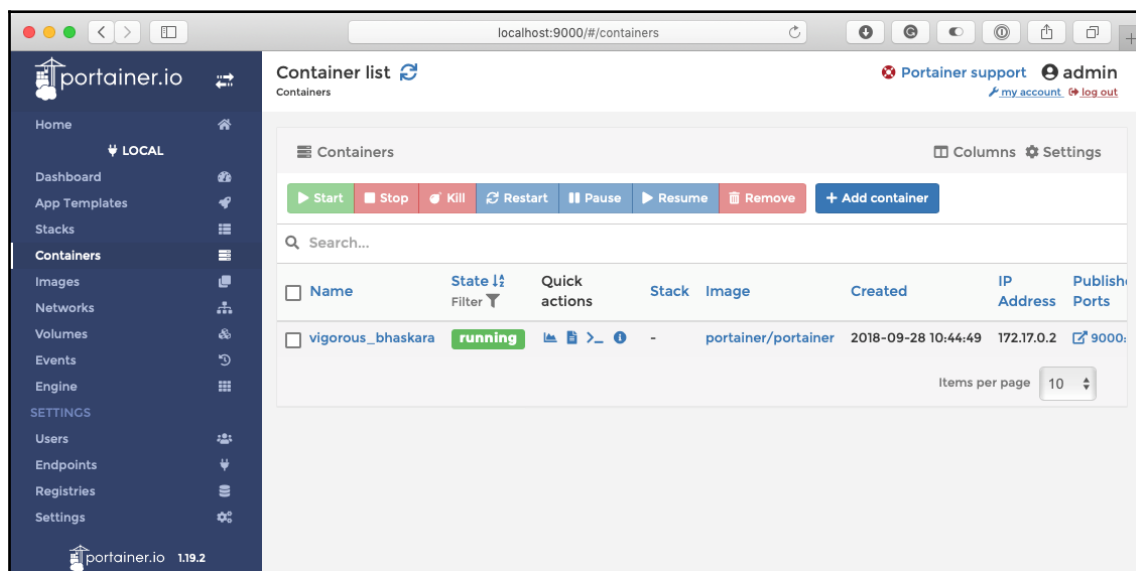 localhost:9000/#/containers
portainer.io
Home
LOCAL
Dashboard
App Templates
Stacks
Containers
Images
Networks
Volumes
Events
Engine
SETTINGS
Users
Endpoints
Registries
Settings
portainer.io 1.19.2
Container list
Containers
Portainer support admin
my account log out
Containers
Columns Settings
Start Stop Kill Restart Pause Resume Remove + Add container
Search...
Name State Filter Quick actions Stack Image Created IP Address Publishe Ports
vigorous_bhaskara running - portainer/portainer 2018-09-28 10:44:49 172.17.0.2 9000:
Items per page 10